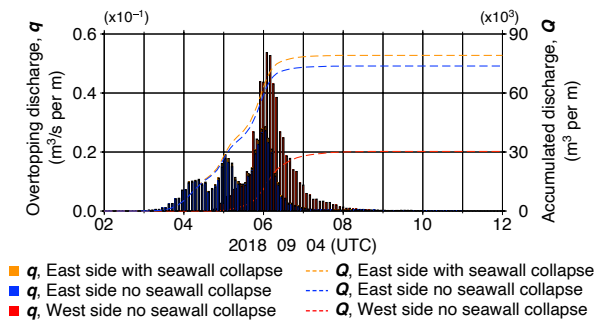 (x10⁻¹) (x10³)
0.6 90
0.4 60
0.2 30
0.0 0
Overtopping discharge, q
(m³/s per m)
Accumulated discharge, Q
(m³ per m)
02 04 06 08 10 12
2018 09 04 (UTC)
q, East side with seawall collapse Q, East side with seawall collapse
q, East side no seawall collapse Q, East side no seawall collapse
q, West side no seawall collapse Q, West side no seawall collapse